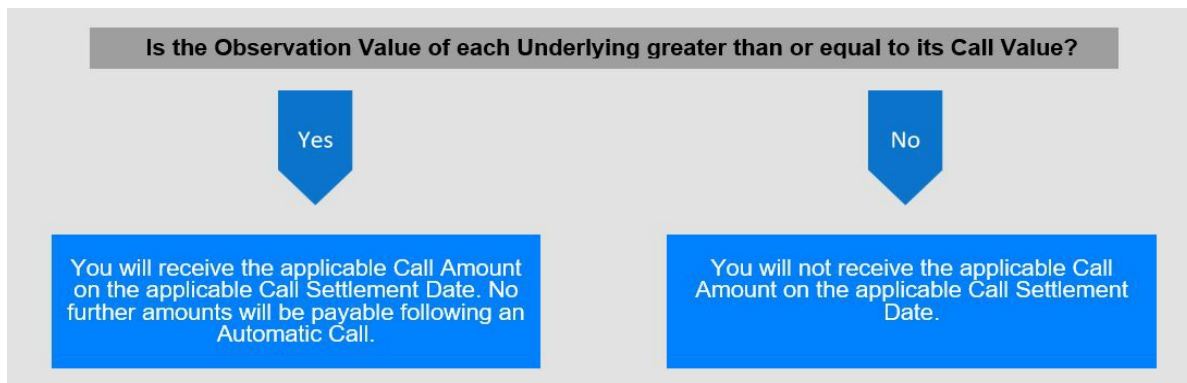 Is the Observation Value of each Underlying greater than or equal to its Call Value?
Yes
No
You will receive the applicable Call Amount
on the applicable Call Settlement Date. No
further amounts will be payable following an
Automatic Call.
You will not receive the applicable Call
Amount on the applicable Call Settlement
Date.